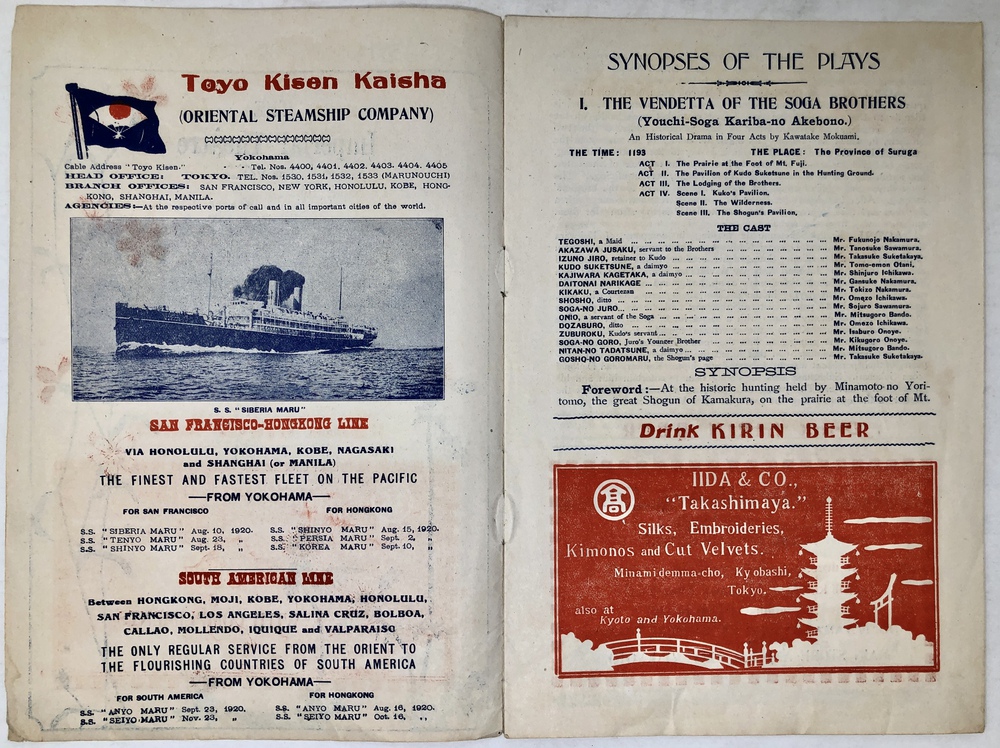 Toyo Kisen Kaisha
(ORIENTAL STEAMSHIP COMPANY)
Yokohama
Cable Address "Toyo Kisen." - - Tel. Nos. 4400, 4401, 4402, 4403, 4404, 4405
HEAD OFFICE: TOKYO. TEL. Nos. 1530, 1531, 1532, 1533 (MARUNOUCHI)
BRANCH OFFICES: SAN FRANCISCO, NEW YORK, HONOLULU, KOBE, HONG-
KONG, SHANGHAI, MANILA.
AGENCIES:—At the respective ports of call and in all important cities of the world.
S. S. "SIBERIA MARU"
SAN FRANCISCO-HONGKONG LINE
VIA HONOLULU, YOKOHAMA, KOBE, NAGASAKI
and SHANGHAI (or MANILA)
THE FINEST AND FASTEST FLEET ON THE PACIFIC
—FROM YOKOHAMA—
FOR SAN FRANCISCO FOR HONGKONG
S.S. "SIBERIA MARU" Aug. 10, 1920. S.S. "SHINYO MARU" Aug. 15, 1920.
S.S. "TENYO MARU" Aug. 23, " S.S. "PERSIA MARU" Sept. 2, "
S.S. "SHINYO MARU" Sept. 18, " S.S. "KOREA MARU" Sept. 10, "
SOUTH AMERICAN LINE
Between HONGKONG, MOJI, KOBE, YOKOHAMA, HONOLULU,
SAN FRANCISCO, LOS ANGELES, SALINA CRUZ, BOLBOA,
CALLAO, MOLLENDO, IQUIQUE and VALPARAISO
THE ONLY REGULAR SERVICE FROM THE ORIENT TO
THE FLOURISHING COUNTRIES OF SOUTH AMERICA
—FROM YOKOHAMA—
FOR SOUTH AMERICA FOR HONGKONG
S.S. "ANYO MARU" Sept. 23, 1920. S.S. "ANYO MARU" Aug. 16, 1920.
S.S. "SEIYO MARU" Nov. 23, " S.S. "SEIYO MARU" Oct. 16, "
SYNOPSES OF THE PLAYS
I. THE VENDETTA OF THE SOGA BROTHERS
(Youchi-Soga Kariba-no Akebono.)
An Historical Drama in Four Acts by Kawatake Mokuami.
THE TIME: 1193 THE PLACE: The Province of Suruga
ACT I. The Prairie at the Foot of Mt. Fuji.
ACT II. The Pavilion of Kudo Suketsune in the Hunting Ground.
ACT III. The Lodging of the Brothers.
ACT IV. Scene I. Kuko's Pavilion.
Scene II. The Wilderness.
Scene III. The Shogun's Pavilion,
THE CAST
TEGOSHI, a Maid ... Mr. Fukunojo Nakamura.
AKAZAWA JUSAKU, servant to the Brothers ... Mr. Tanosuke Sawamura.
IZUNO JIRO, retainer to Kudo ... Mr. Takasuke Suketakaya.
KUDO SUKETSUNE, a daimyo ... Mr. Tomo-emon Otani,
KAJIWARA KAGETAKA, a daimyo ... Mr. Shinjuro Ichikawa.
DAITONAI NARIKAGE ... Mr. Gansuke Nakamura.
KIKAKU, a Courtezan ... Mr. Tokizo Nakamura.
SHOSHO, ditto ... Mr. Omezo Ichikawa.
SOGA-NO JURO... Mr. Sojuro Sawamura.
ONIO, a servant of the Soga ... Mr. Mitsugoro Bando.
DOZABURO, ditto ... Mr. Omezo Ichikawa.
ZUBUROKU, Kudo's servant... Mr. Isaburo Onoye.
SOGA-NO GORO, Juro's Younger Brother ... Mr. Kikugoro Onoye.
NITAN-NO TADATSUNE, a daimyo... Mr. Mitsugoro Bando.
GOSHO-NO GOROMARU, the Shogun's page ... Mr. Takasuke Suketakaya.
SYNOPSIS
Foreword:—At the historic hunting held by Minamoto-no Yori-
tomo, the great Shogun of Kamakura, on the prairie at the foot of Mt.
Drink KIRIN BEER
髙
IIDA & CO.,
"Takashimaya."
Silks, Embroideries,
Kimonos and Cut Velvets.
Minamidemma-cho, Kyobashi,
Tokyo.
also at
Kyoto and Yokohama.